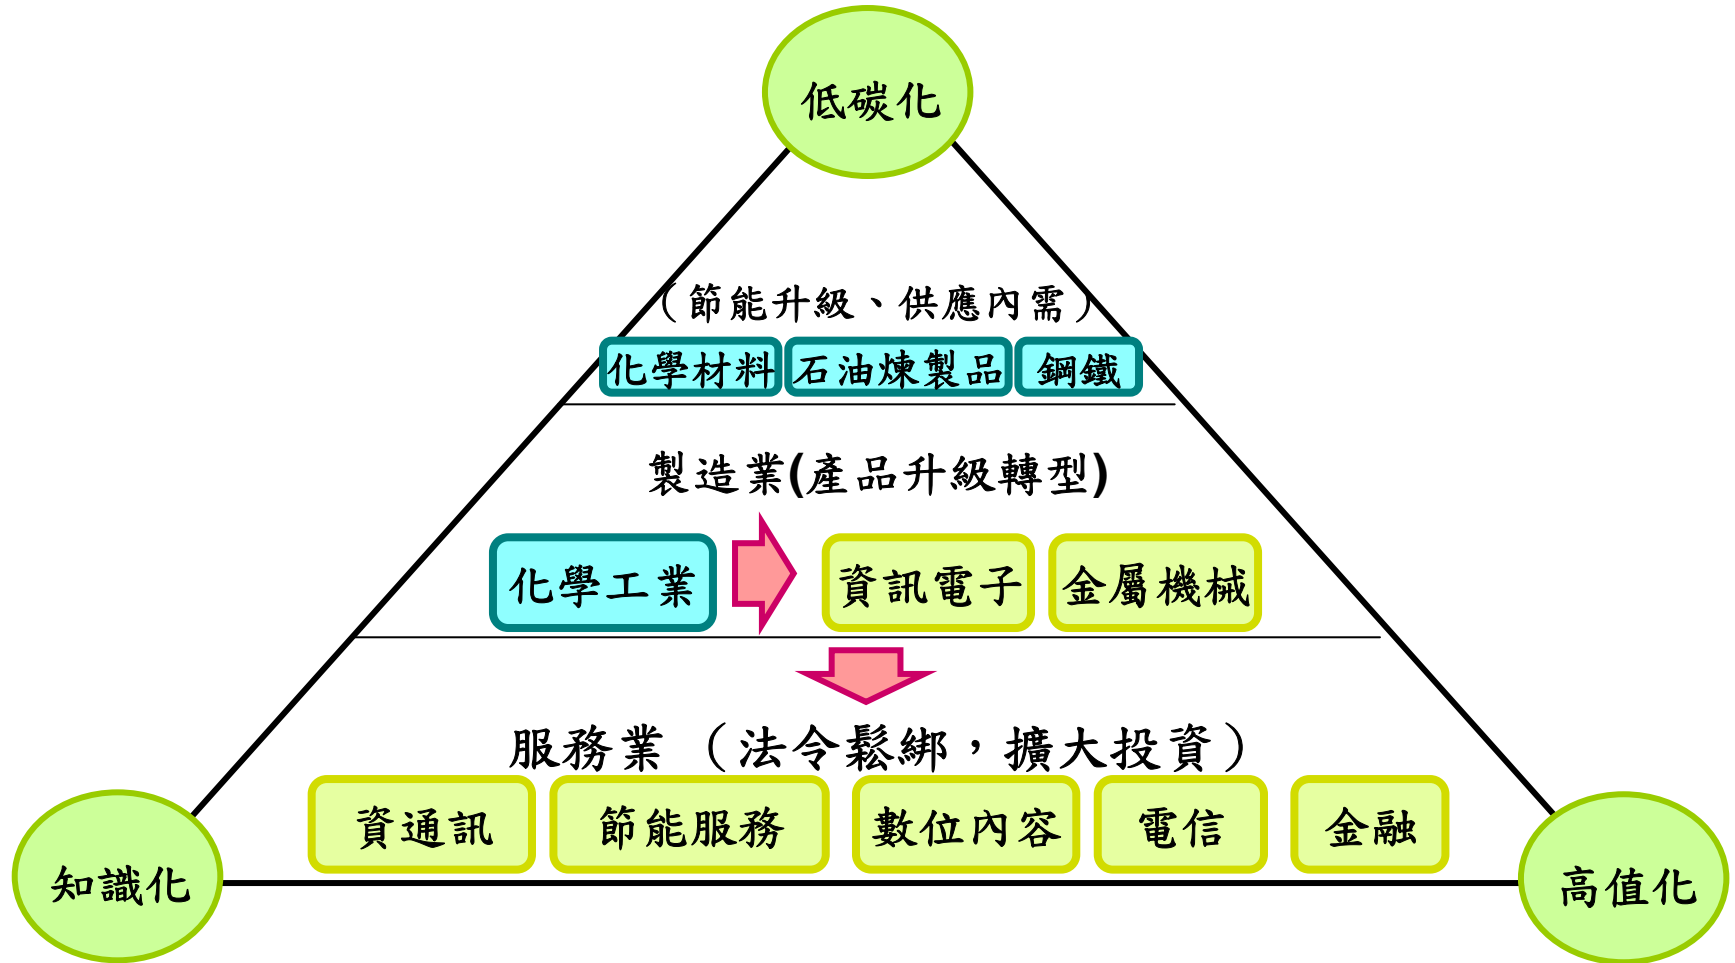 低碳化
（節能升級、供應內需）
化學材料 石油煉製品 鋼鐵
製造業(產品升級轉型)
化學工業 資訊電子 金屬機械
服務業（法令鬆綁，擴大投資）
資通訊 節能服務 數位內容 電信 金融
知識化 高值化